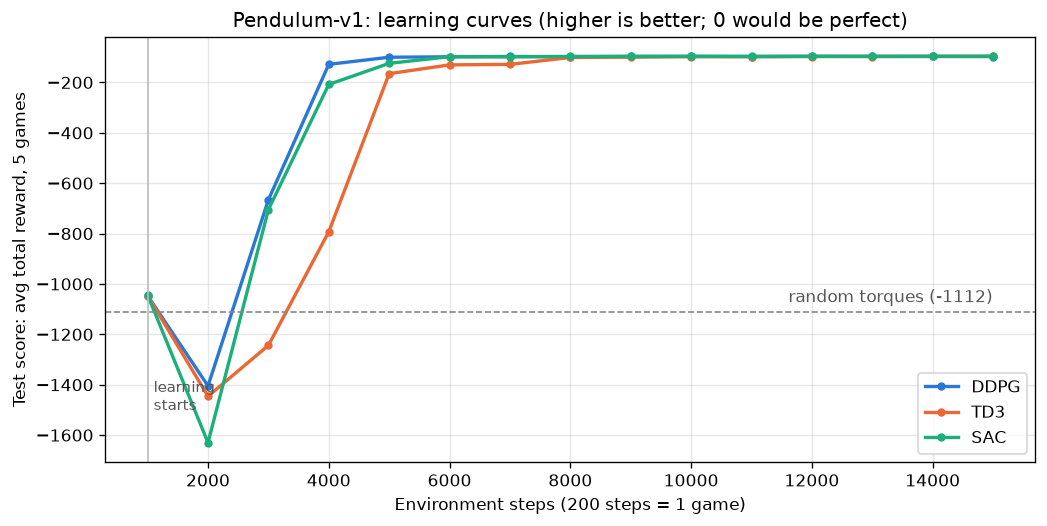 Pendulum-v1: learning curves (higher is better; 0 would be perfect)
Test score: avg total reward, 5 games
−200
−400
−600
−800
−1000
−1200
−1400
−1600
random torques (-1112)
learning
starts
DDPG
TD3
SAC
2000
4000
6000
8000
10000
12000
14000
Environment steps (200 steps = 1 game)